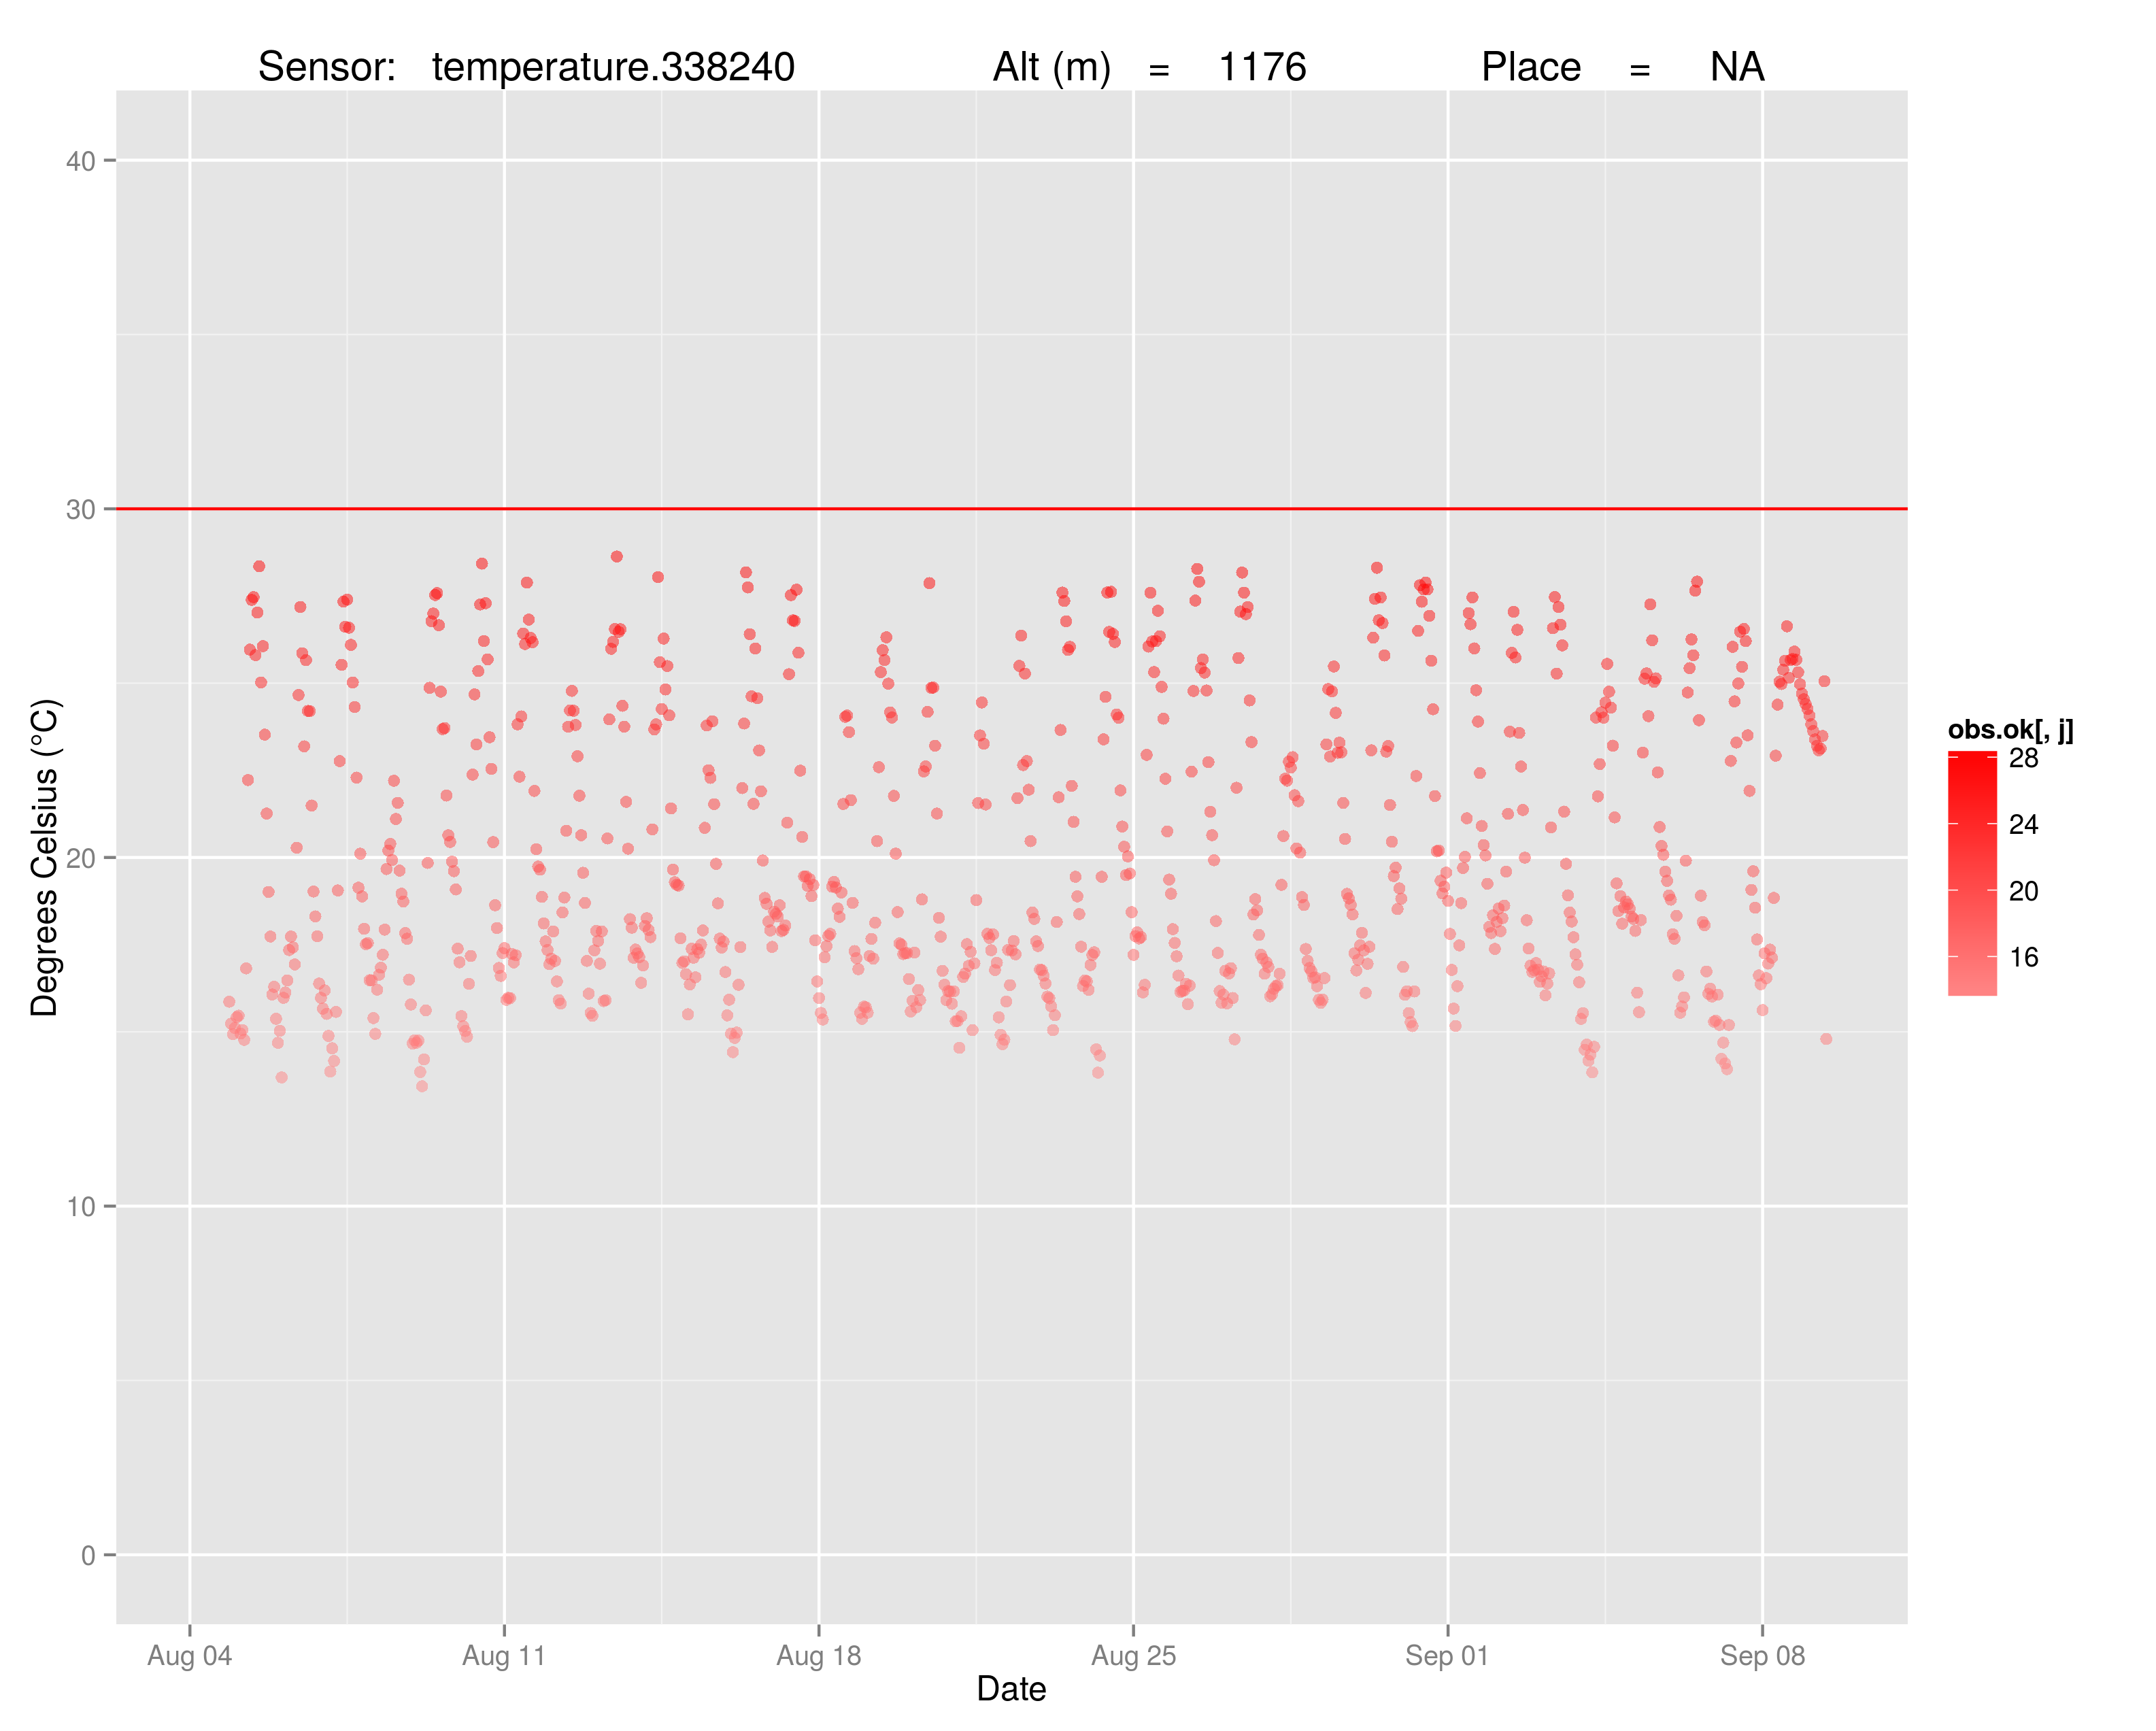 Sensor: temperature.338240 Alt (m) = 1176 Place = NA
40
30
20
10
0
Degrees Celsius (°C)
Aug 04 Aug 11 Aug 18 Aug 25 Sep 01 Sep 08
Date
obs.ok[, j]
28
24
20
16